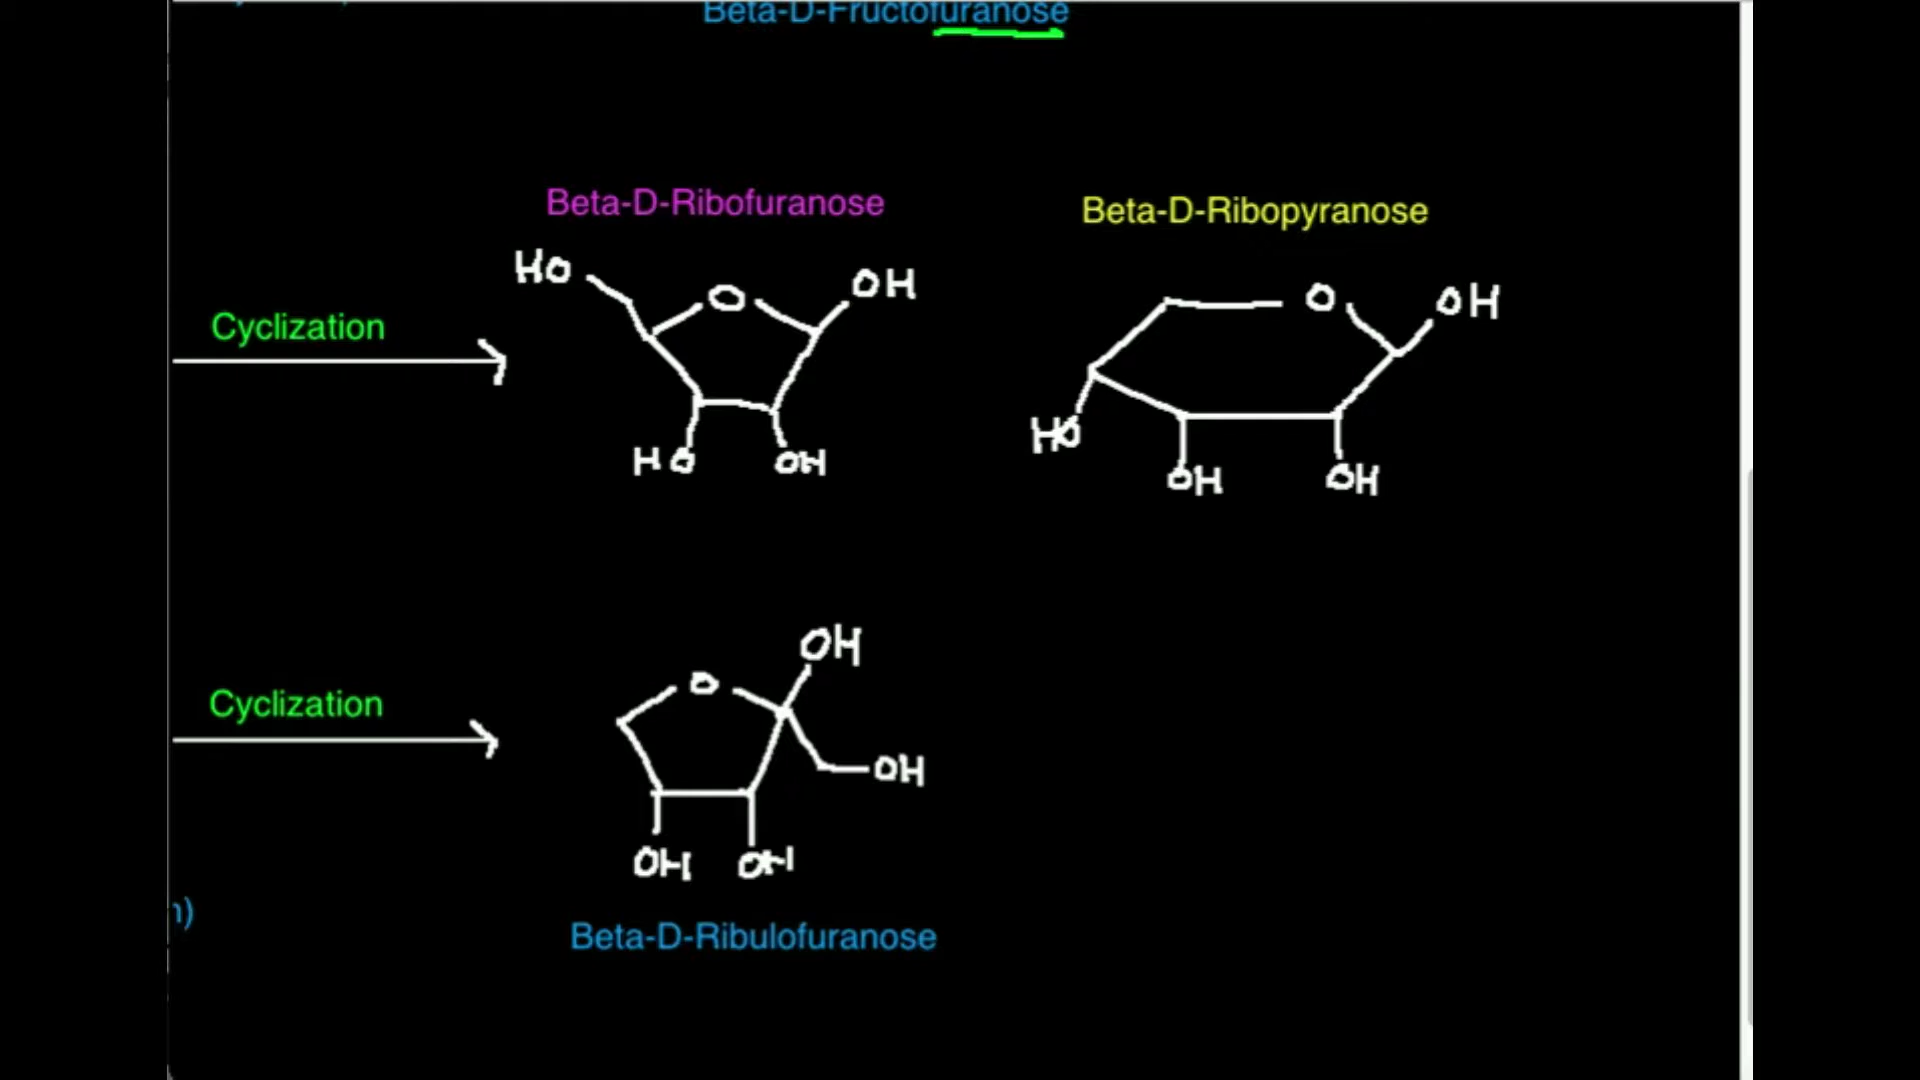 Beta-D-Fructofuranose
Beta-D-Ribofuranose
Beta-D-Ribopyranose
HO
O
OH
O
OH
Cyclization
HO
OH
HO
OH
OH
OH
O
Cyclization
OH
OH
OH
n)
Beta-D-Ribulofuranose